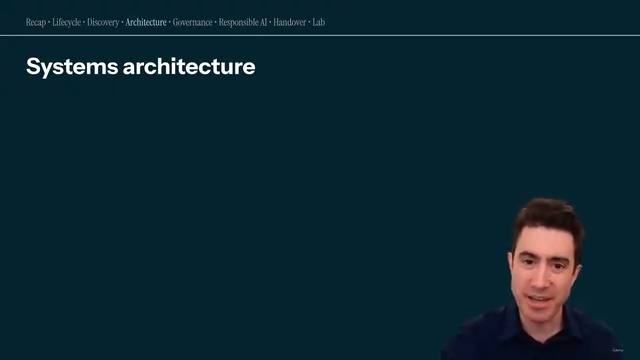 Recap • Lifecycle • Discovery • Architecture • Governance • Responsible AI • Handover • Lab
Systems architecture